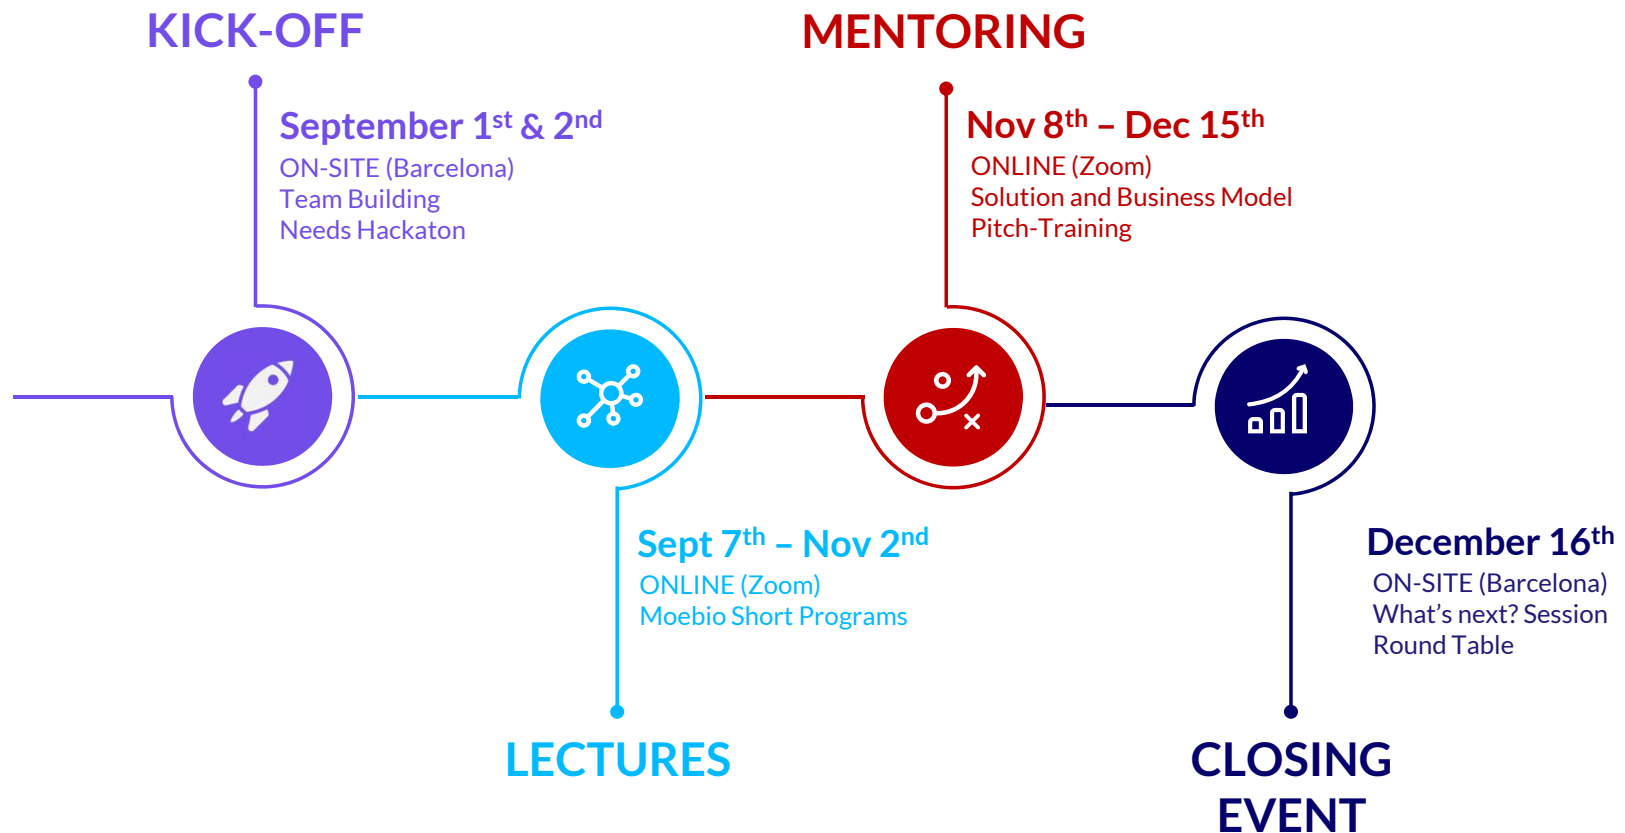 KICK-OFF
September 1st & 2nd
ON-SITE (Barcelona)
Team Building
Needs Hackaton
Sept 7th – Nov 2nd
ONLINE (Zoom)
Moebio Short Programs
LECTURES
MENTORING
Nov 8th – Dec 15th
ONLINE (Zoom)
Solution and Business Model
Pitch-Training
December 16th
ON-SITE (Barcelona)
What’s next? Session
Round Table
CLOSING
EVENT